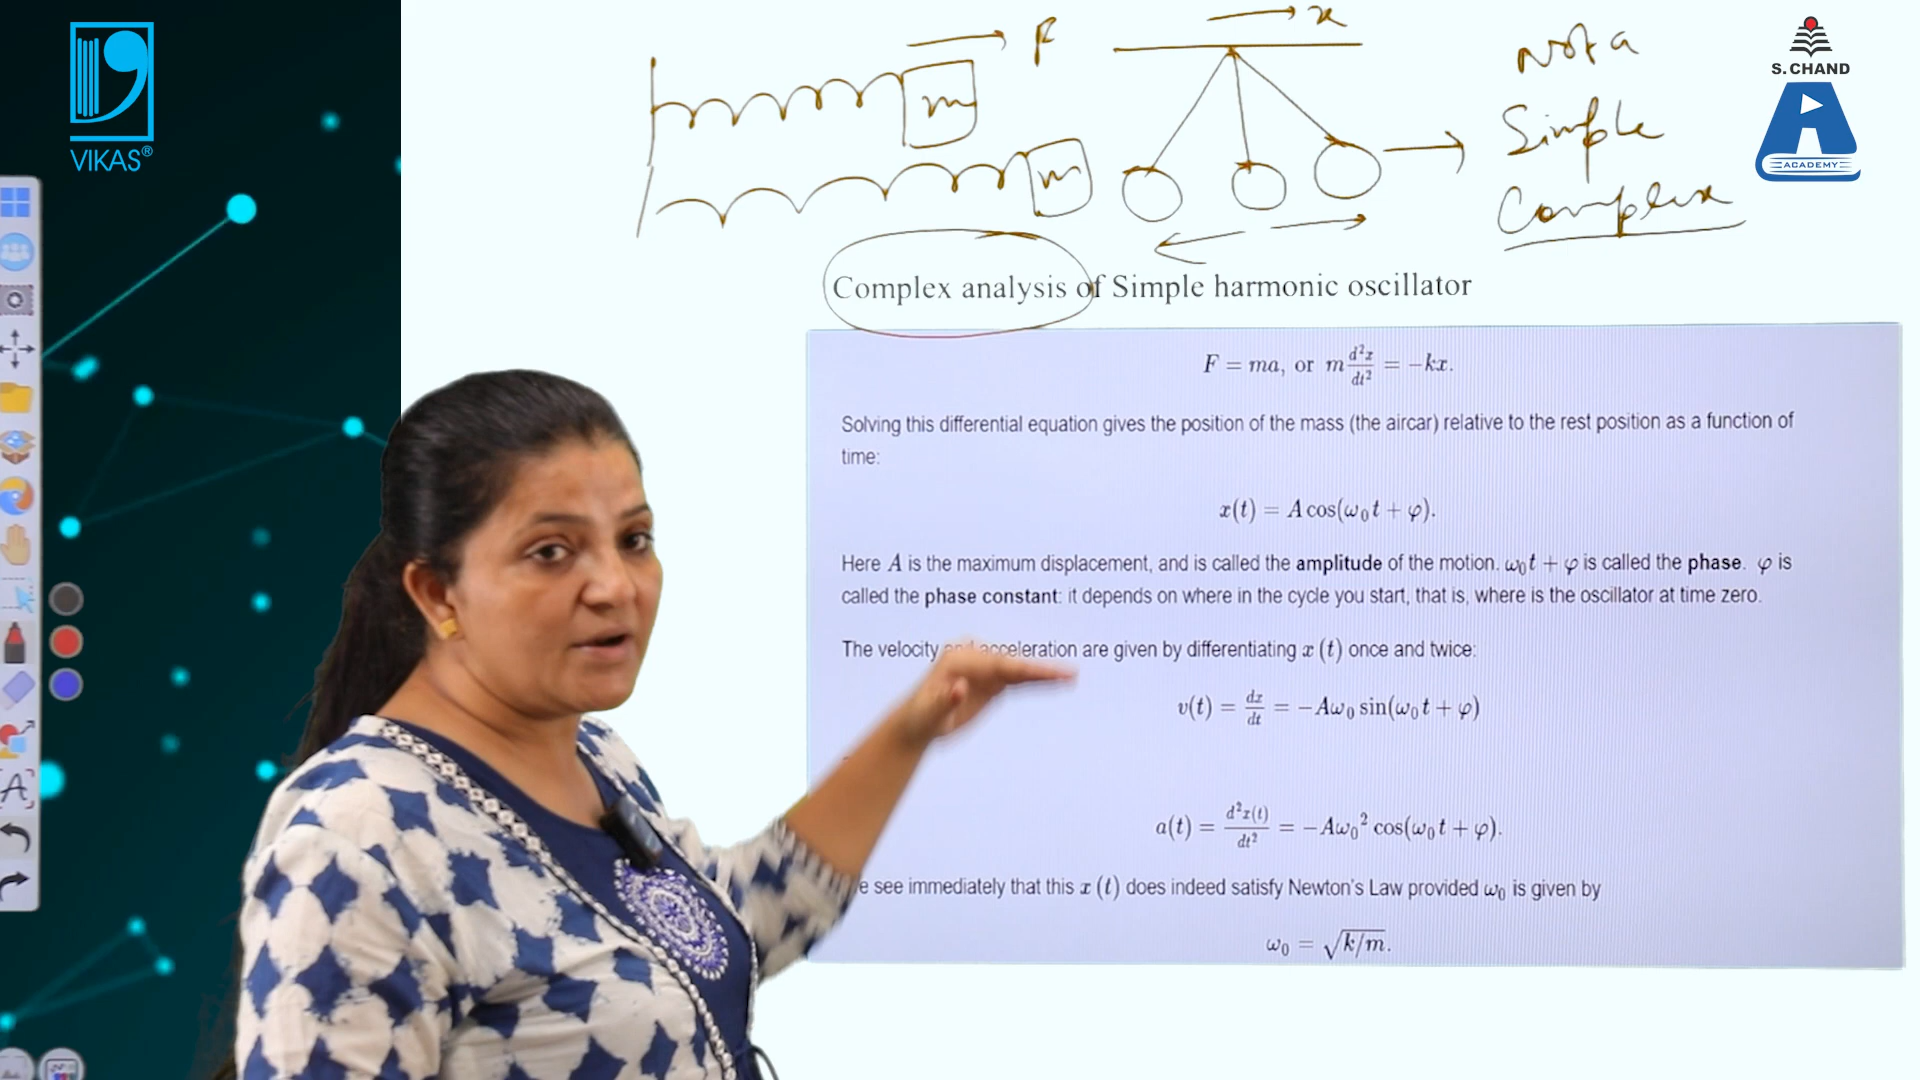 VIKAS®
F
x
m
m
Not a
Simple
Complex
S. CHAND
A
ACADEMY
Complex analysis of Simple harmonic oscillator
F = ma, or m d²x/dt² = −kx.
Solving this differential equation gives the position of the mass (the aircar) relative to the rest position as a function of
time:
x(t) = A cos(ω₀t + φ).
Here A is the maximum displacement, and is called the amplitude of the motion. ω₀t + φ is called the phase. φ is
called the phase constant: it depends on where in the cycle you start, that is, where is the oscillator at time zero.
The velocity and acceleration are given by differentiating x (t) once and twice:
v(t) = dx/dt = −Aω₀ sin(ω₀t + φ)
a(t) = d²x(t)/dt² = −Aω₀² cos(ω₀t + φ).
e see immediately that this x (t) does indeed satisfy Newton's Law provided ω₀ is given by
ω₀ = √k/m.